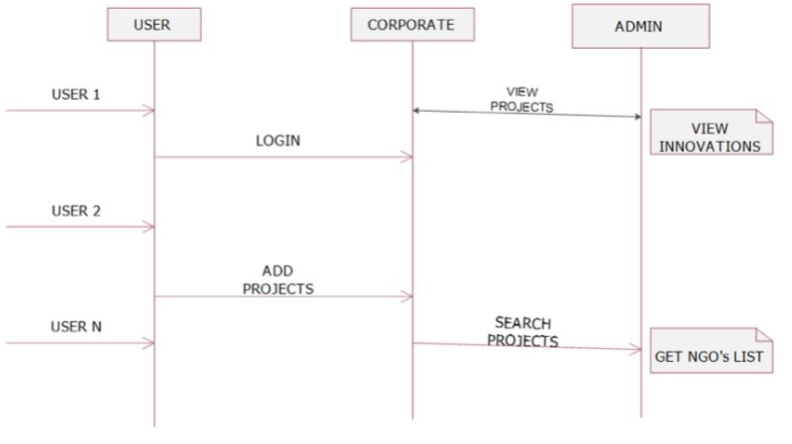 USER
CORPORATE
ADMIN
USER 1
VIEW
PROJECTS
VIEW
INNOVATIONS
LOGIN
USER 2
ADD
PROJECTS
USER N
SEARCH
PROJECTS
GET NGO's LIST